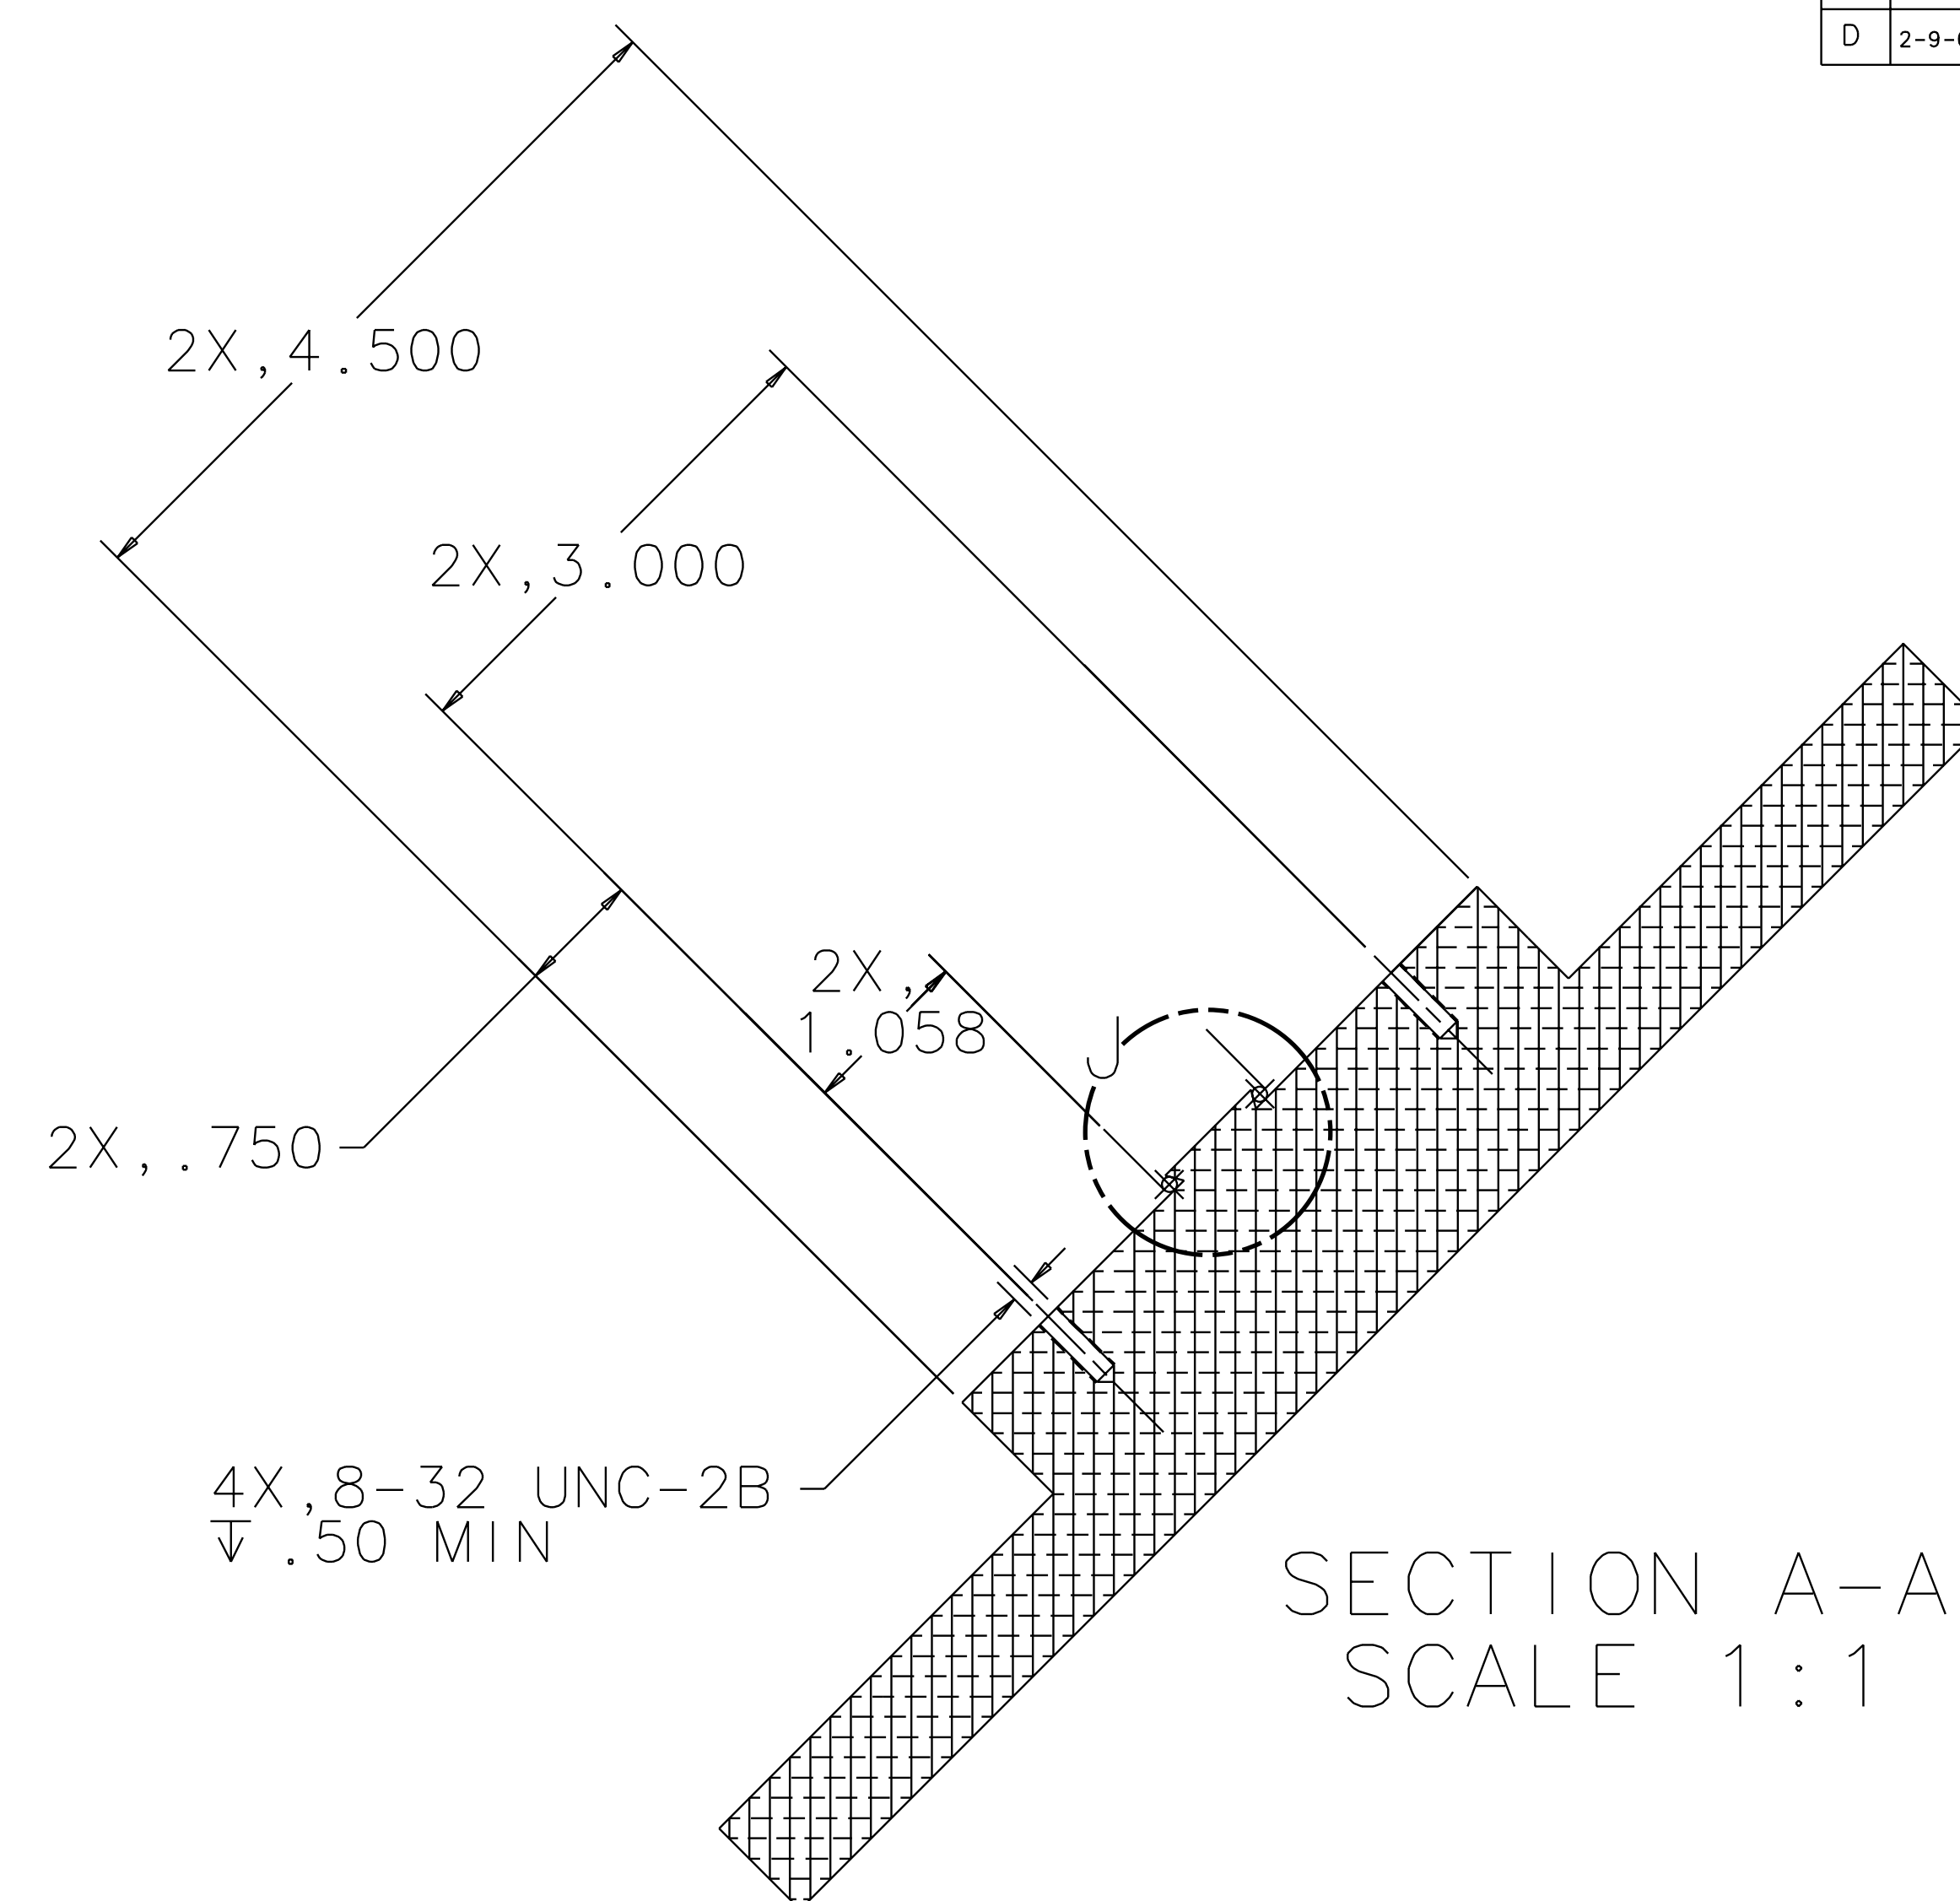 D 2-9-
2X,4.500
2X,3.000
2X,
1.058
J
2X,.750
4X,8-32 UNC-2B
↧ .50 MIN
SECTION A-A
SCALE 1:1